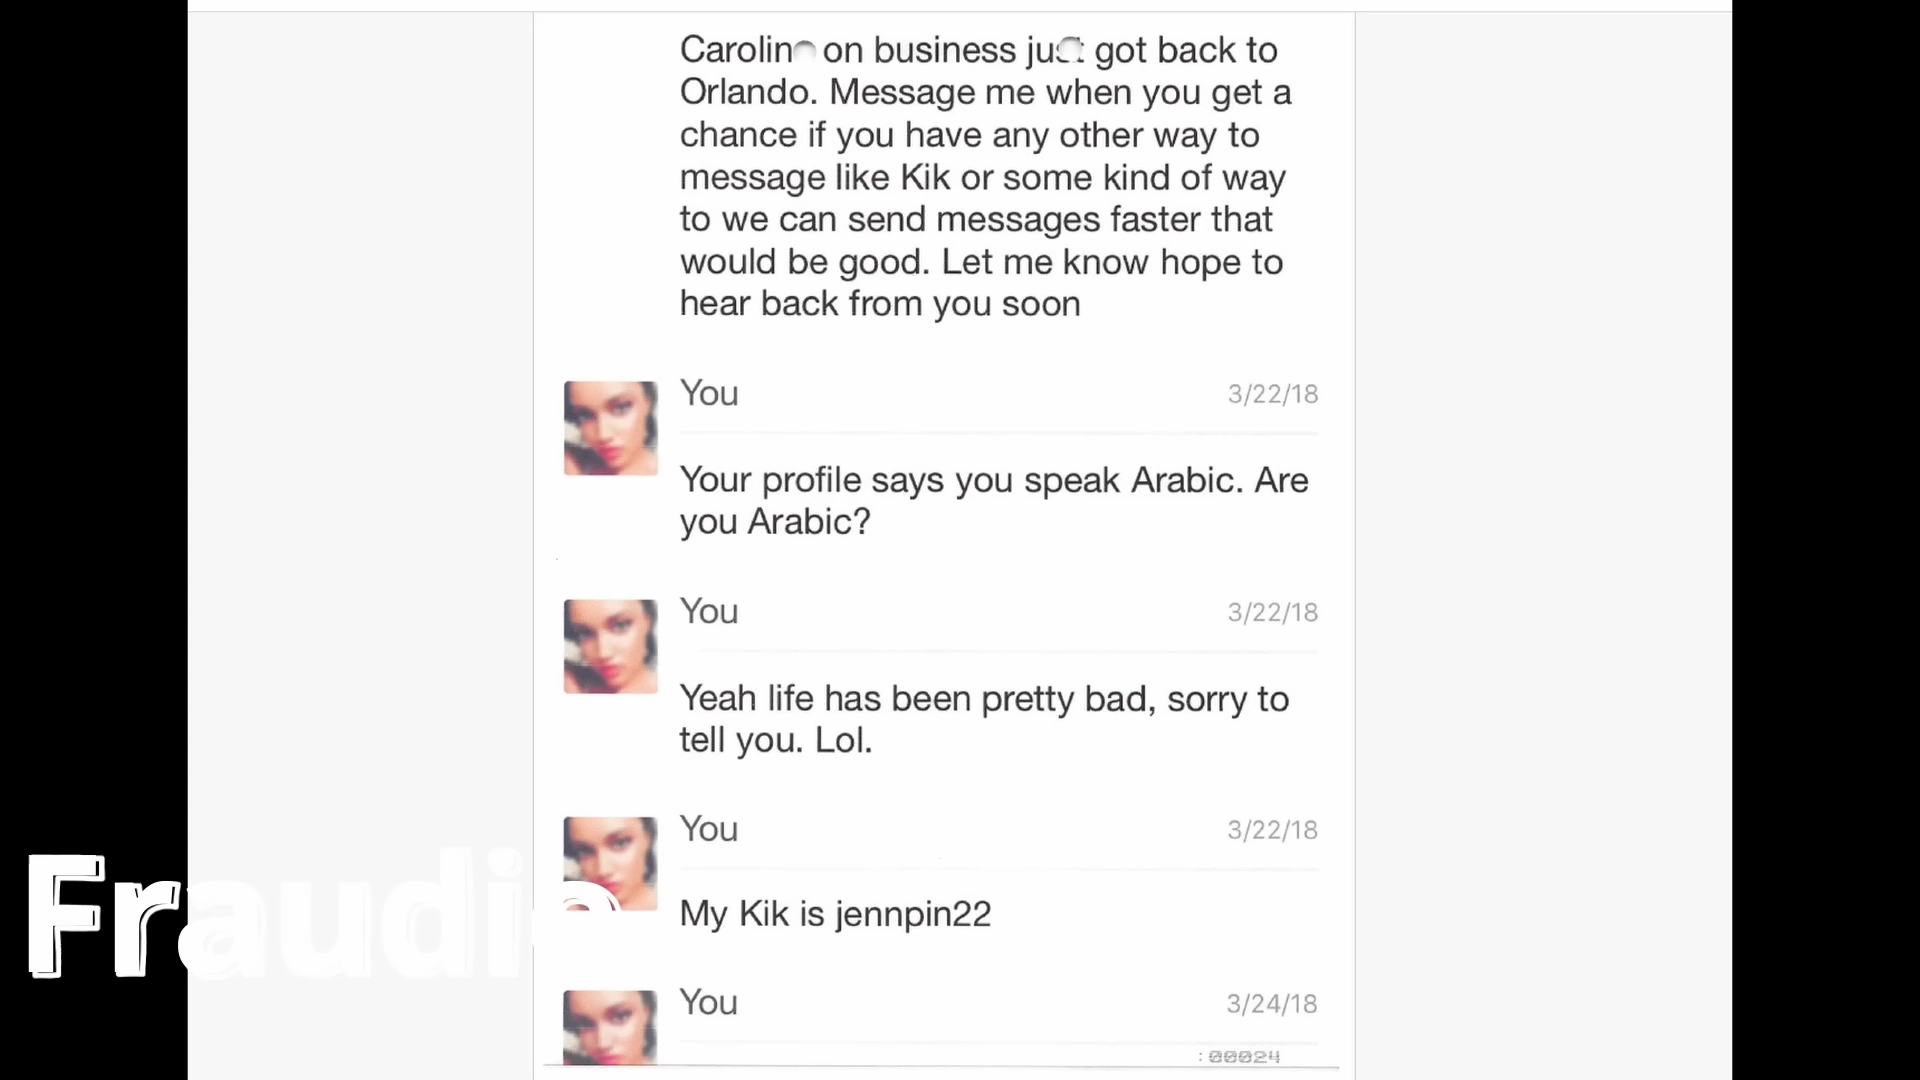 Carolina on business just got back to
Orlando. Message me when you get a
chance if you have any other way to
message like Kik or some kind of way
to we can send messages faster that
would be good. Let me know hope to
hear back from you soon
You 3/22/18
Your profile says you speak Arabic. Are
you Arabic?
You 3/22/18
Yeah life has been pretty bad, sorry to
tell you. Lol.
You 3/22/18
My Kik is jennpin22
You 3/24/18
:00024
Fraudie